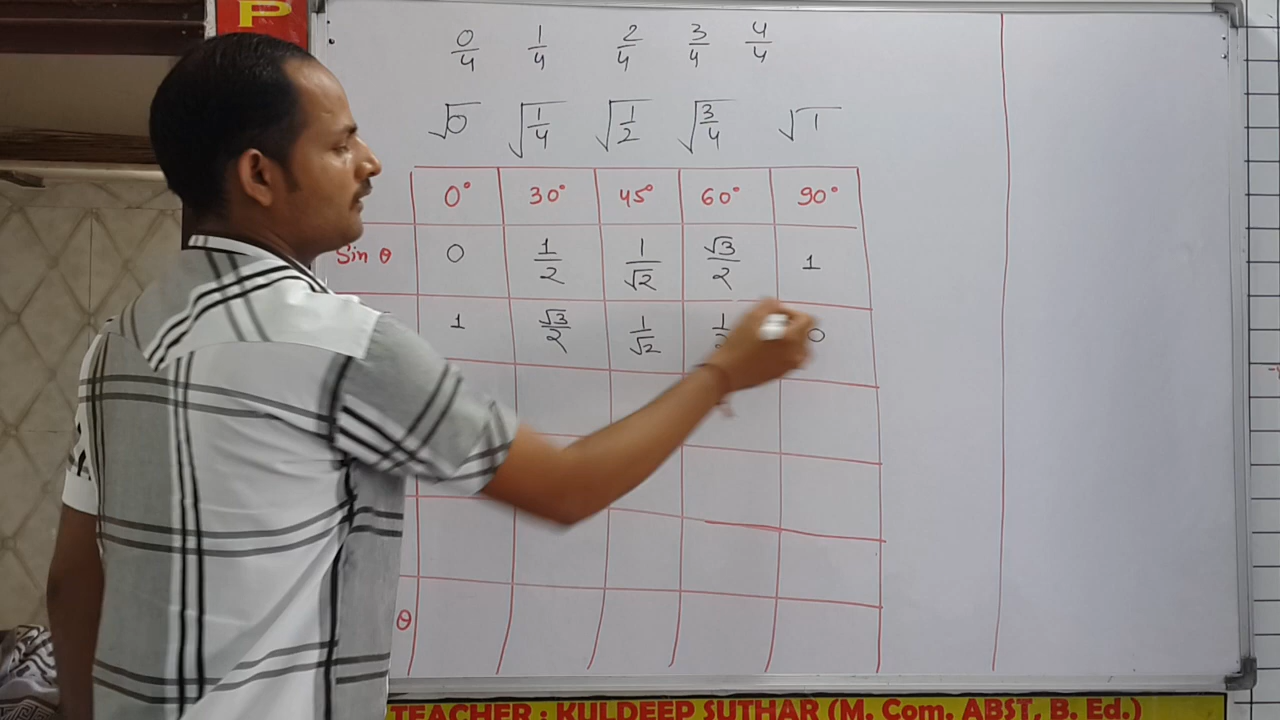 P
0/4 1/4 2/4 3/4 4/4
√0 √1/4 √1/2 √3/4 √1
0° 30° 45° 60° 90°
Sin θ 0 1/2 1/√2 √3/2 1
1 √3/2 1/√2 1/2 0
θ
TEACHER : KULDEEP SUTHAR (M. Com. ABST, B. Ed.)